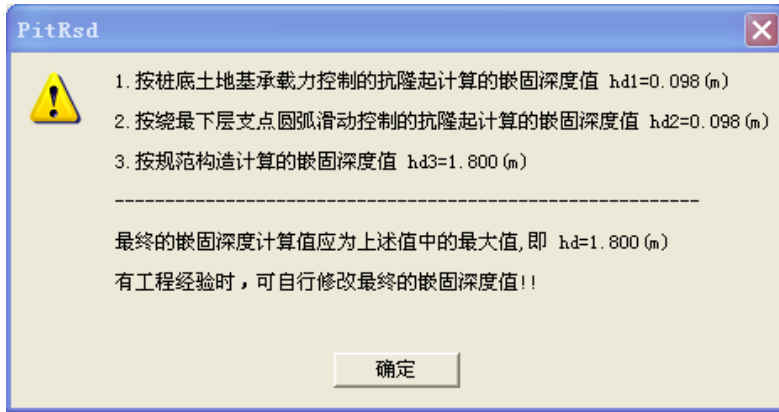 PitRsd
1.按桩底土地基承载力控制的抗隆起计算的嵌固深度值 hd1=0.098(m)
2.按绕最下层支点圆弧滑动控制的抗隆起计算的嵌固深度值 hd2=0.098(m)
3.按规范构造计算的嵌固深度值 hd3=1.800(m)
----------------------------------------------------------
最终的嵌固深度计算值应为上述值中的最大值,即 hd=1.800(m)
有工程经验时，可自行修改最终的嵌固深度值!!
确定